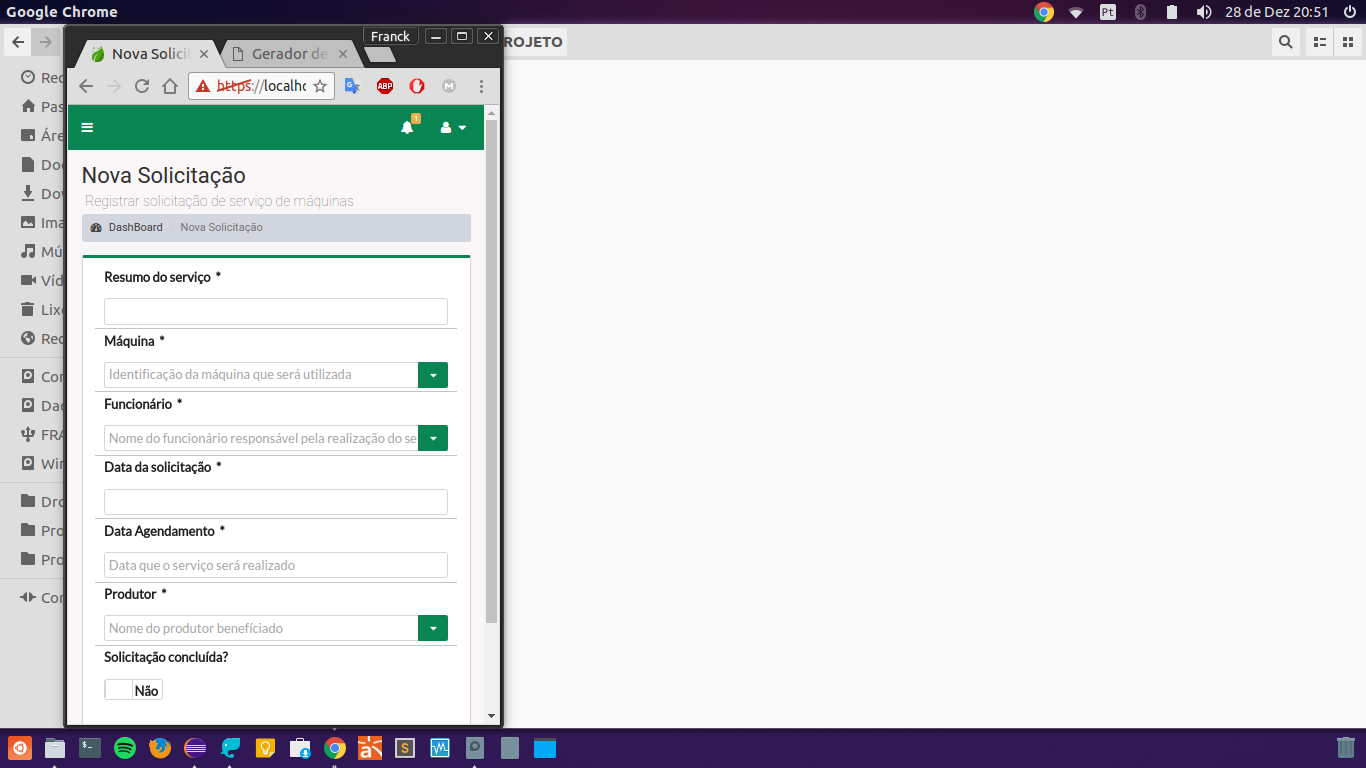 Google Chrome
Pt
28 de Dez 20:51
Franck
ROJETO
Nova Solicit
Gerador de
https://localho
ABP
M
1
Rec
Pas
Áre
Doc
Dov
Ima
Mú
Víd
Lix
Rec
Cor
Dad
FRA
Wir
Dro
Pro
Pro
Cor
Nova Solicitação
Registrar solicitação de serviço de máquinas
DashBoard / Nova Solicitação
Resumo do serviço *
Máquina *
Identificação da máquina que será utilizada
Funcionário *
Nome do funcionário responsável pela realização do se
Data da solicitação *
Data Agendamento *
Data que o serviço será realizado
Produtor *
Nome do produtor benefíciado
Solicitação concluída?
Não